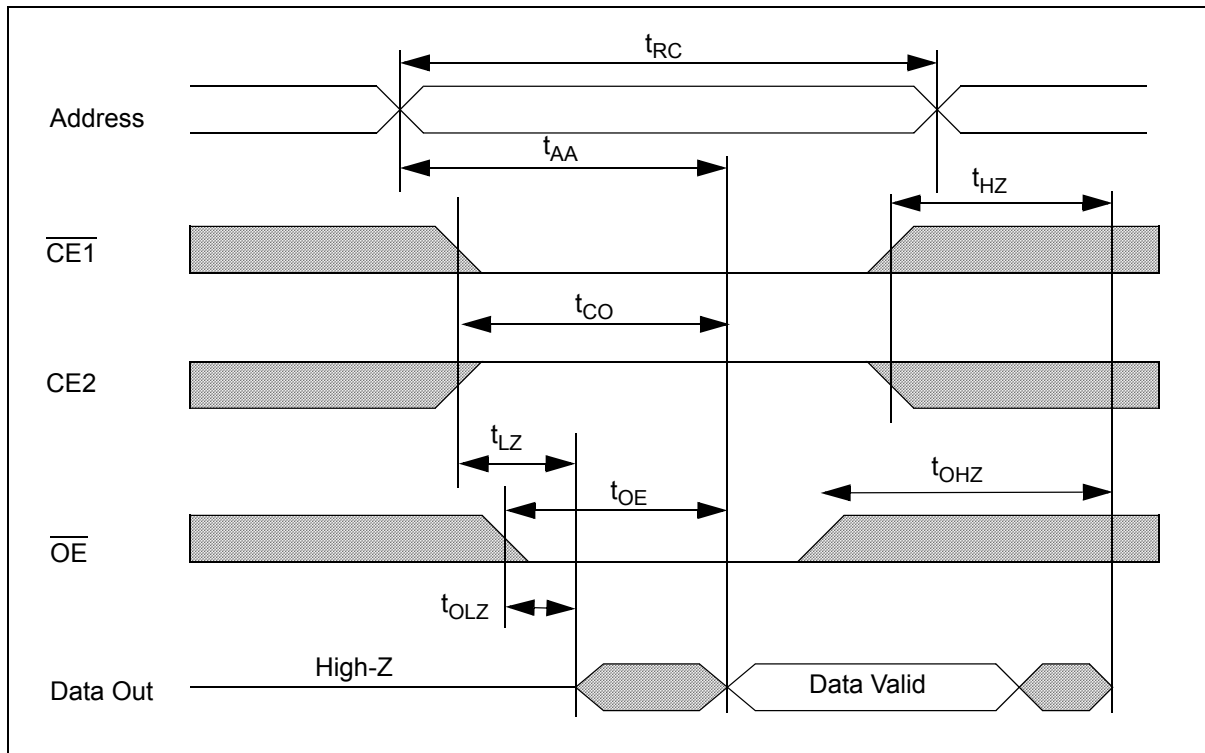 tRC
Address
tAA
tHZ
CE1
tCO
CE2
tLZ
tOHZ
tOE
OE
tOLZ
High-Z
Data Out
Data Valid